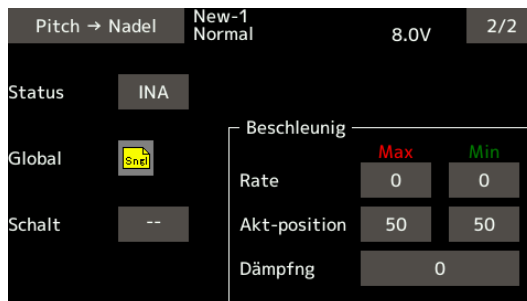 Pitch → Nadel
New-1
Normal
8.0V
2/2
Status
INA
Global
Sngl
Schalt
--
Beschleunig
Max
Min
Rate
0
0
Akt-position
50
50
Dämpfng
0